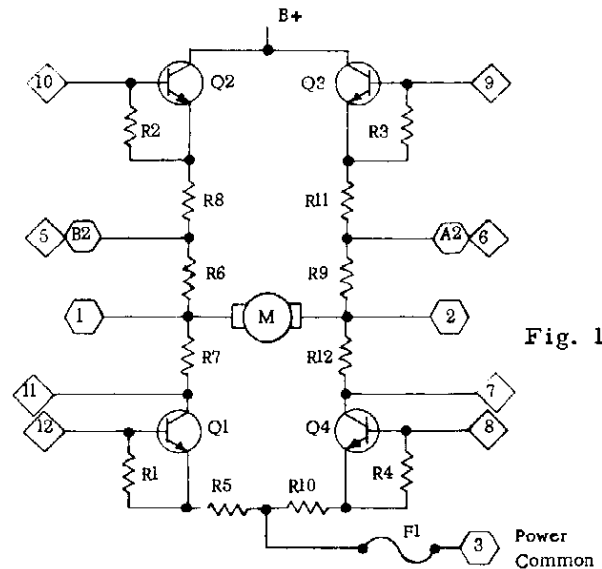 B+
10
Q2
Q3
9
R2
R3
R8
R11
5
B2
A2
6
R6
R9
1
M
2
Fig. 1
R7
R12
11
7
12
Q1
Q4
8
R1
R5
R10
R4
F1
3
Power
Common